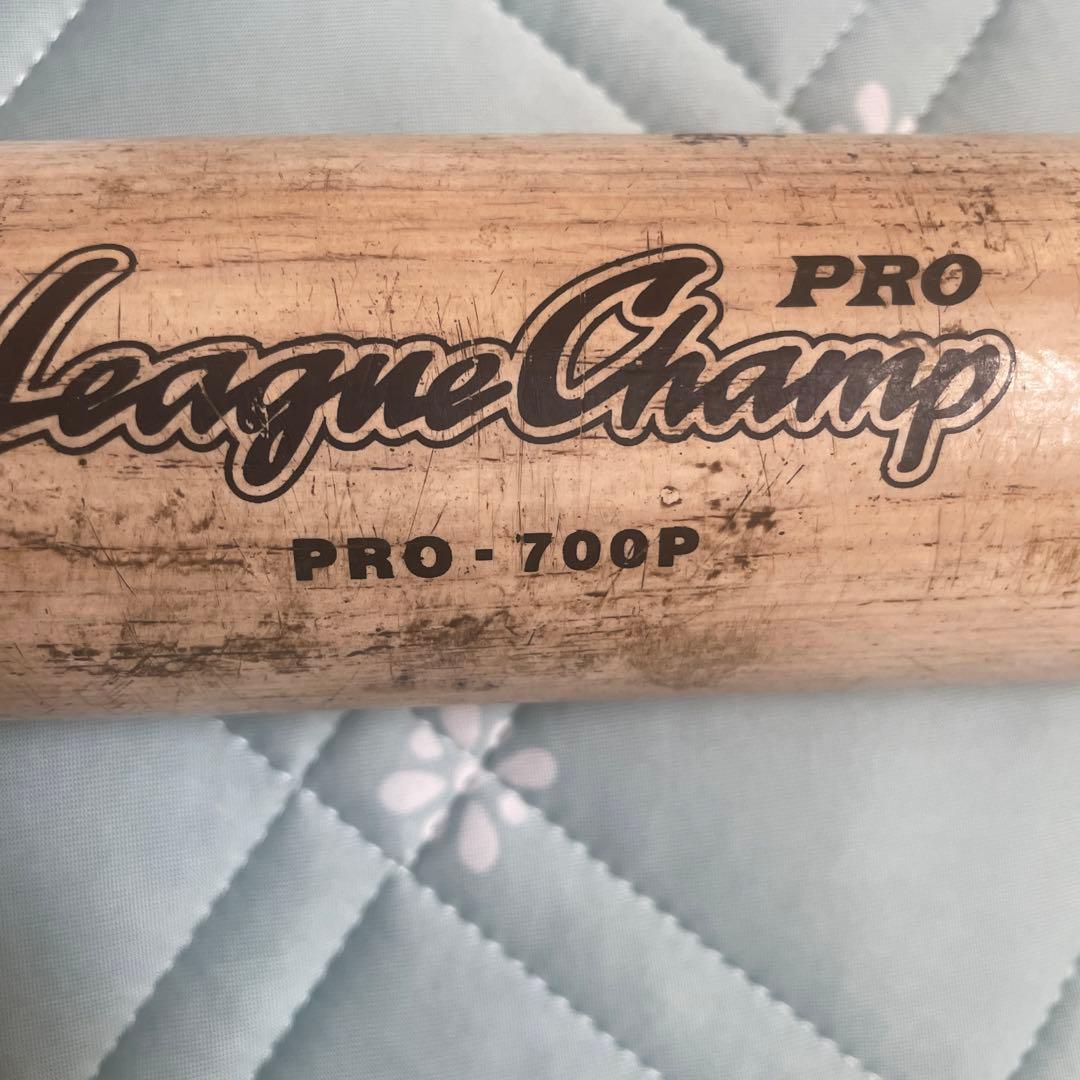 PRO
League Champ
PRO - 700P